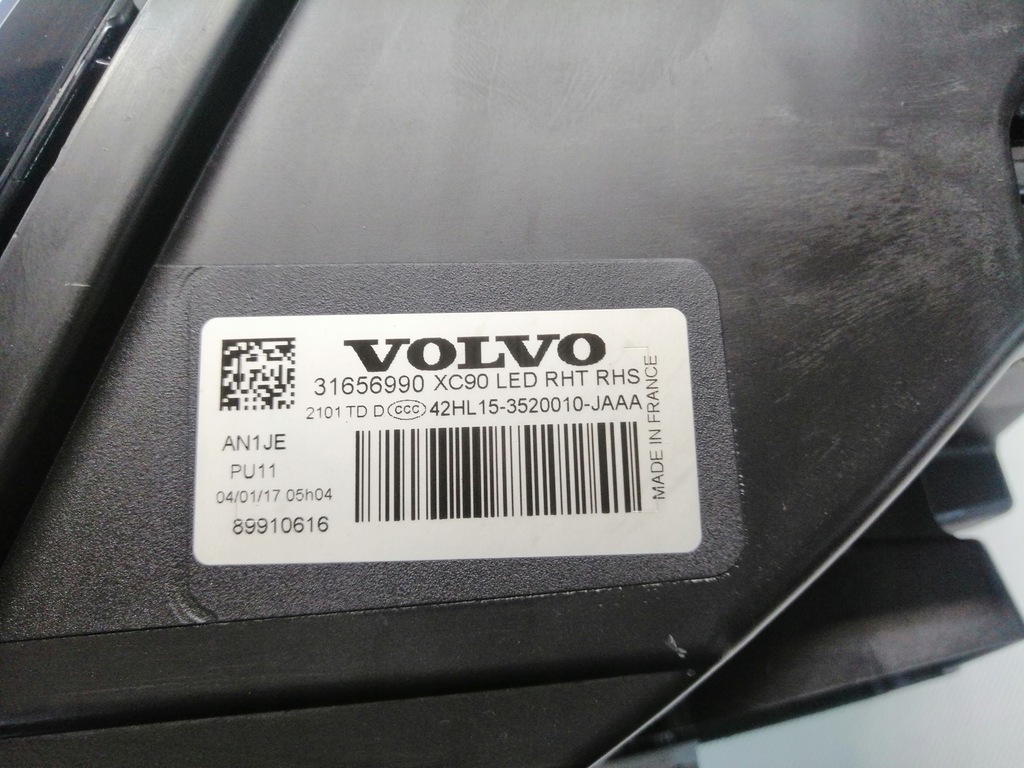 VOLVO
31656990 XC90 LED RHT RHS
2101 TD D CCC 42HL15-3520010-JAAA
AN1JE
PU11
04/01/17 05h04
89910616
MADE IN FRANCE